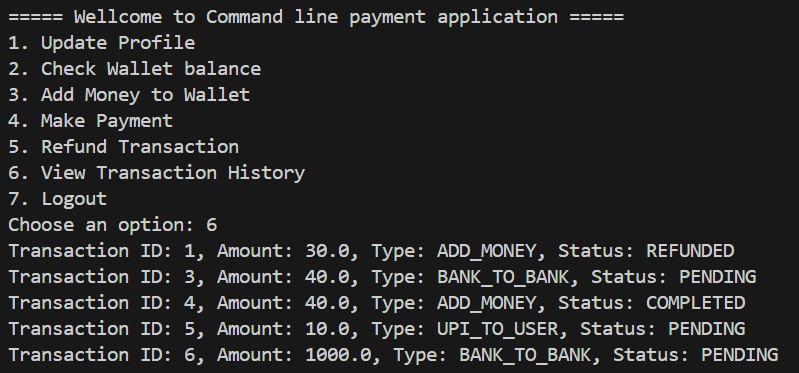 ===== Wellcome to Command line payment application =====
1. Update Profile
2. Check Wallet balance
3. Add Money to Wallet
4. Make Payment
5. Refund Transaction
6. View Transaction History
7. Logout
Choose an option: 6
Transaction ID: 1, Amount: 30.0, Type: ADD_MONEY, Status: REFUNDED
Transaction ID: 3, Amount: 40.0, Type: BANK_TO_BANK, Status: PENDING
Transaction ID: 4, Amount: 40.0, Type: ADD_MONEY, Status: COMPLETED
Transaction ID: 5, Amount: 10.0, Type: UPI_TO_USER, Status: PENDING
Transaction ID: 6, Amount: 1000.0, Type: BANK_TO_BANK, Status: PENDING